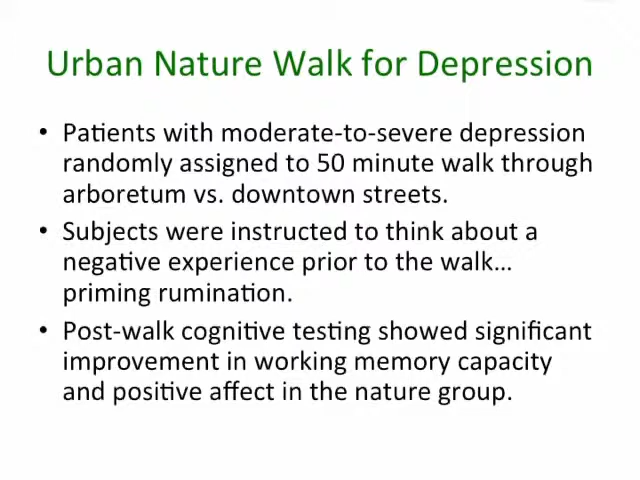 Urban Nature Walk for Depression
• Patients with moderate-to-severe depression
randomly assigned to 50 minute walk through
arboretum vs. downtown streets.
• Subjects were instructed to think about a
negative experience prior to the walk…
priming rumination.
• Post-walk cognitive testing showed significant
improvement in working memory capacity
and positive affect in the nature group.